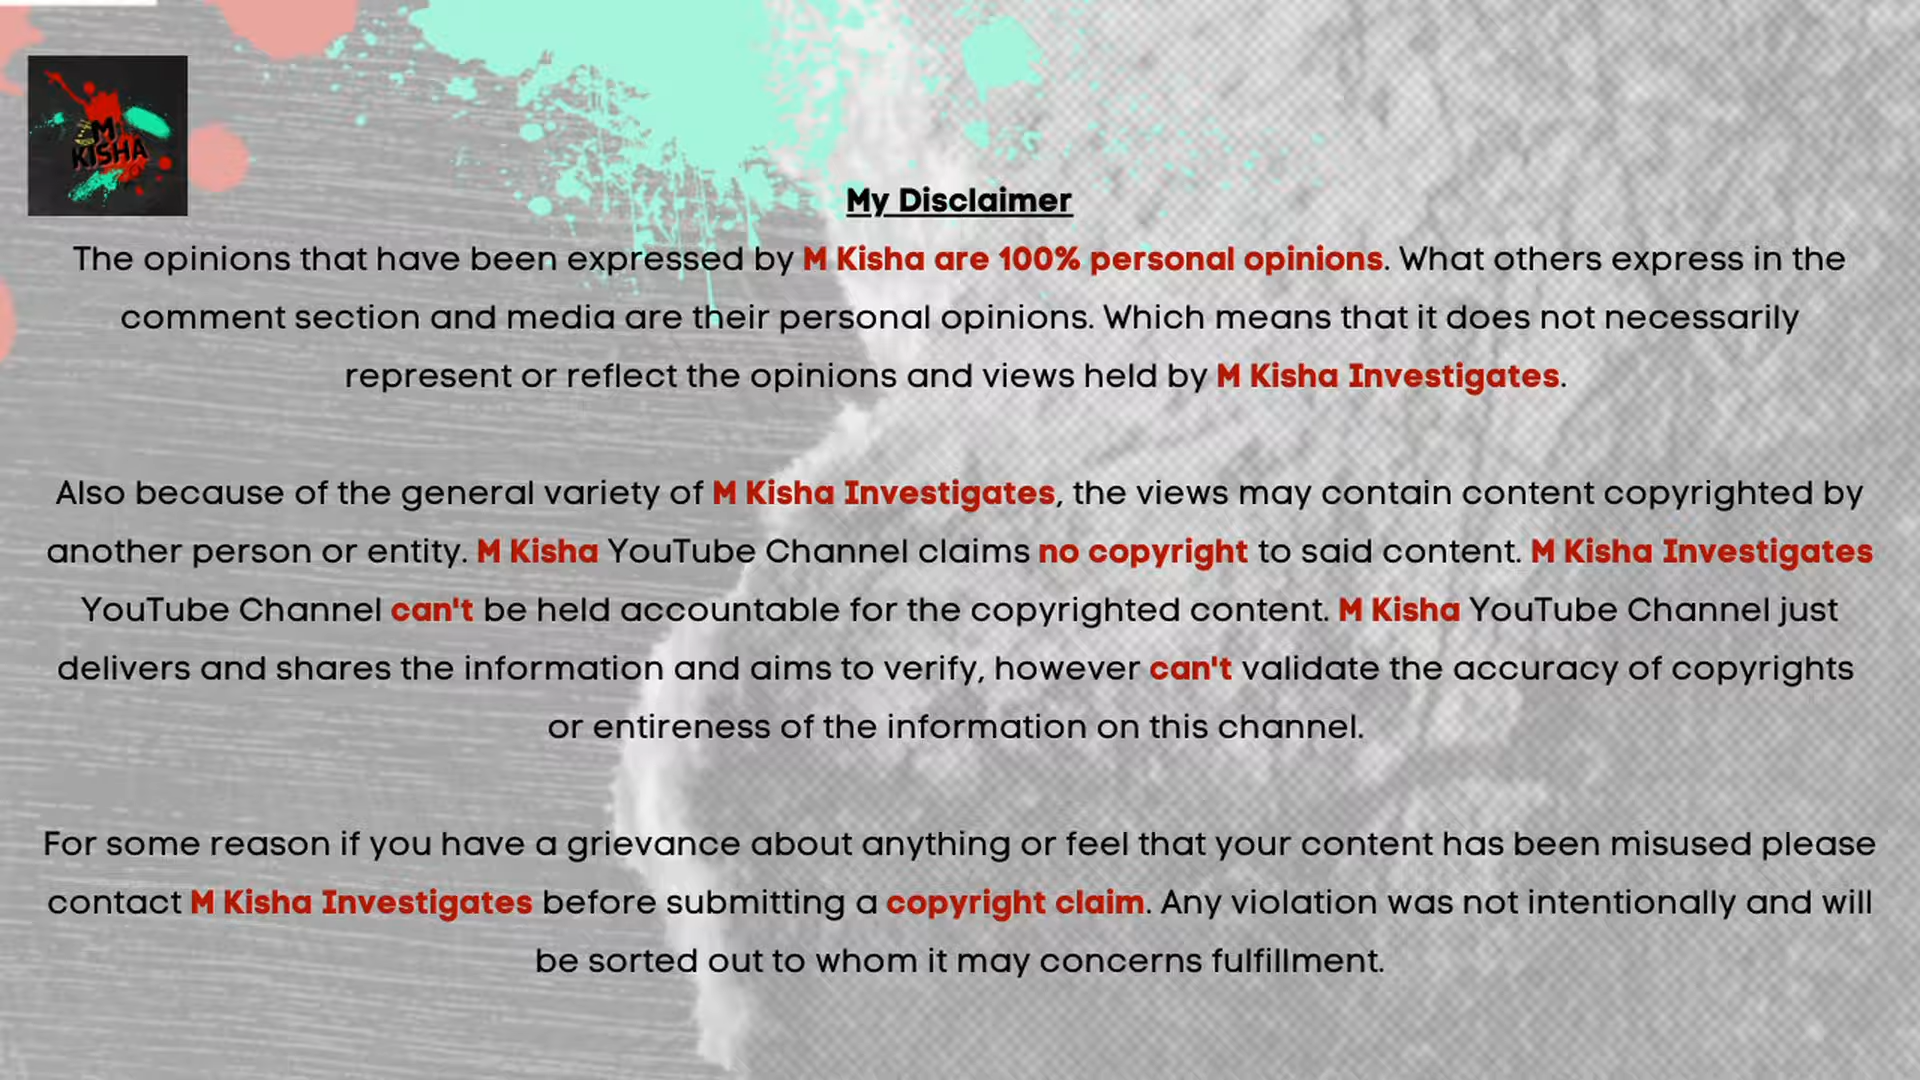 M
KISHA
My Disclaimer
The opinions that have been expressed by M Kisha are 100% personal opinions. What others express in the
comment section and media are their personal opinions. Which means that it does not necessarily
represent or reflect the opinions and views held by M Kisha Investigates.
Also because of the general variety of M Kisha Investigates, the views may contain content copyrighted by
another person or entity. M Kisha YouTube Channel claims no copyright to said content. M Kisha Investigates
YouTube Channel can't be held accountable for the copyrighted content. M Kisha YouTube Channel just
delivers and shares the information and aims to verify, however can't validate the accuracy of copyrights
or entireness of the information on this channel.
For some reason if you have a grievance about anything or feel that your content has been misused please
contact M Kisha Investigates before submitting a copyright claim. Any violation was not intentionally and will
be sorted out to whom it may concerns fulfillment.